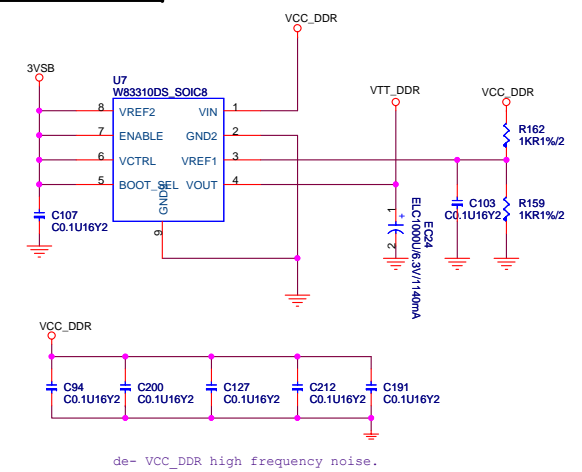 VCC_DDR
3VSB
U7
W83310DS_SOIC8
VTT_DDR
VCC_DDR
8 VREF2 VIN 1
7 ENABLE GND2 2
6 VCTRL VREF1 3
5 BOOT_SEL VOUT 4
GND9
9
R162
1KR1%/2
C107
C0.1U16Y2
1
+
2
EC24
ELC1000U/6.3V/1140mA
C103
C0.1U16Y2
R159
1KR1%/2
VCC_DDR
C94
C0.1U16Y2
C200
C0.1U16Y2
C127
C0.1U16Y2
C212
C0.1U16Y2
C191
C0.1U16Y2
de- VCC_DDR high frequency noise.